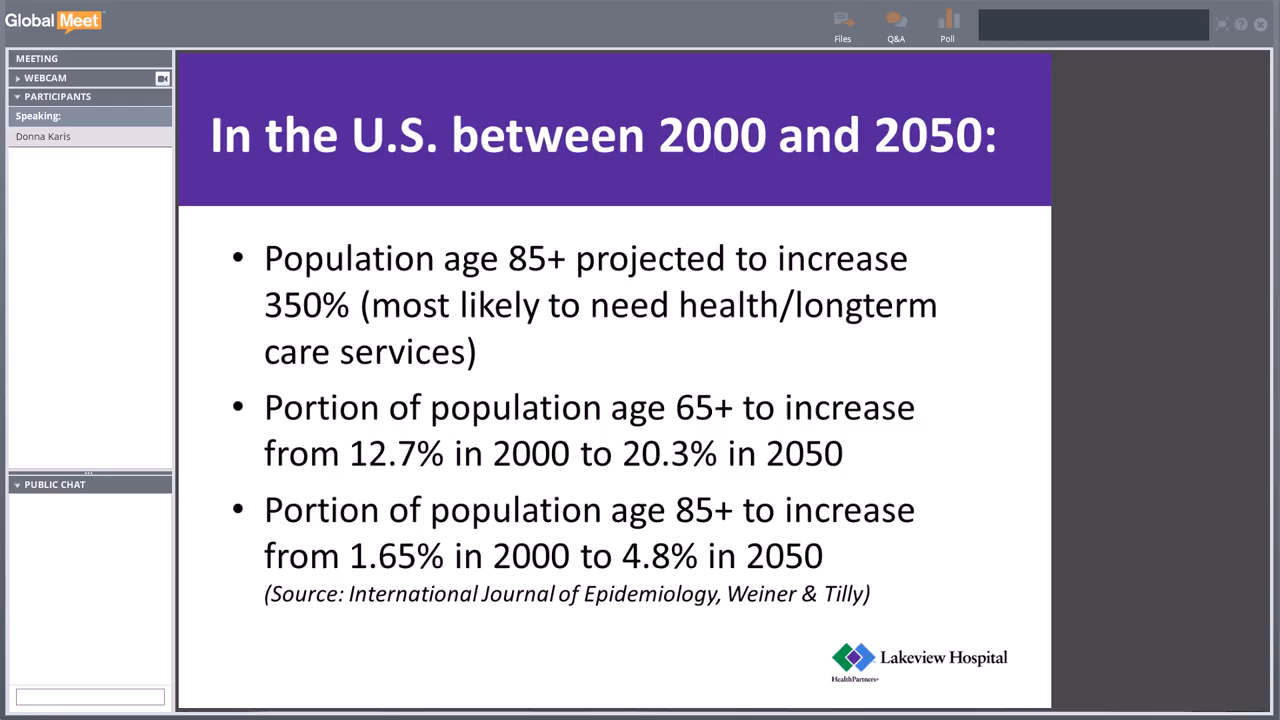 Global Meet
Files
Q&A
Poll
MEETING
WEBCAM
PARTICIPANTS
Speaking:
Donna Karis
PUBLIC CHAT
In the U.S. between 2000 and 2050:
• Population age 85+ projected to increase
350% (most likely to need health/longterm
care services)
• Portion of population age 65+ to increase
from 12.7% in 2000 to 20.3% in 2050
• Portion of population age 85+ to increase
from 1.65% in 2000 to 4.8% in 2050
(Source: International Journal of Epidemiology, Weiner & Tilly)
Lakeview Hospital
HealthPartners